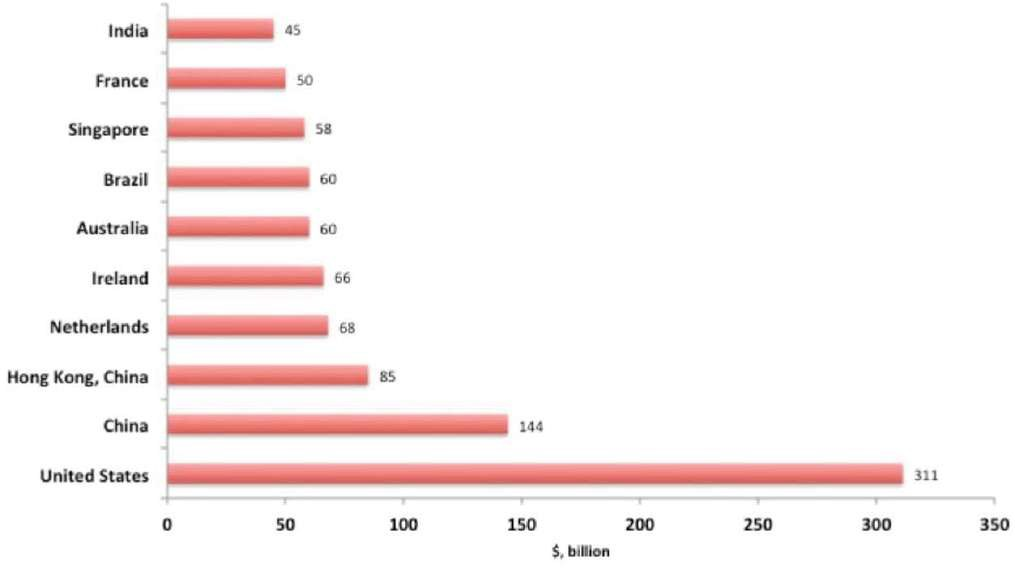 India 45
France 50
Singapore 58
Brazil 60
Australia 60
Ireland 66
Netherlands 68
Hong Kong, China 85
China 144
United States 311
0 50 100 150 200 250 300 350
$, billion